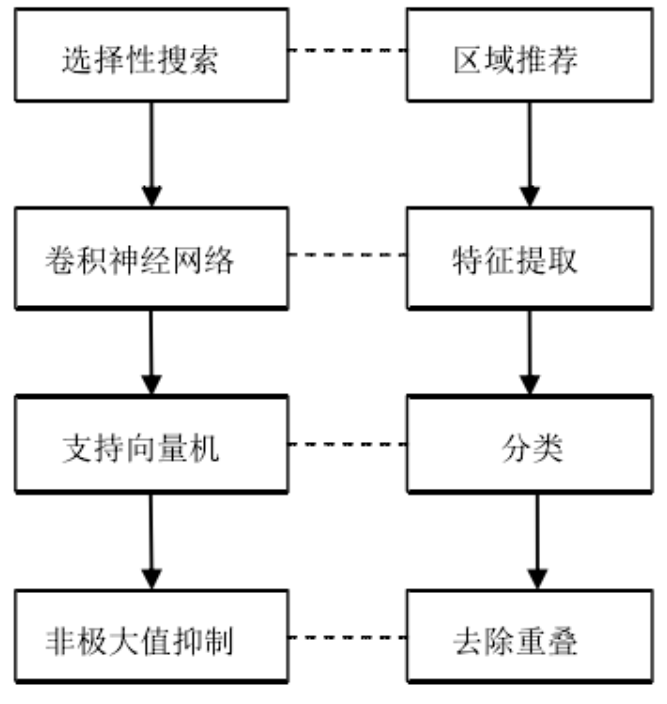 选择性搜索
区域推荐
卷积神经网络
特征提取
支持向量机
分类
非极大值抑制
去除重叠